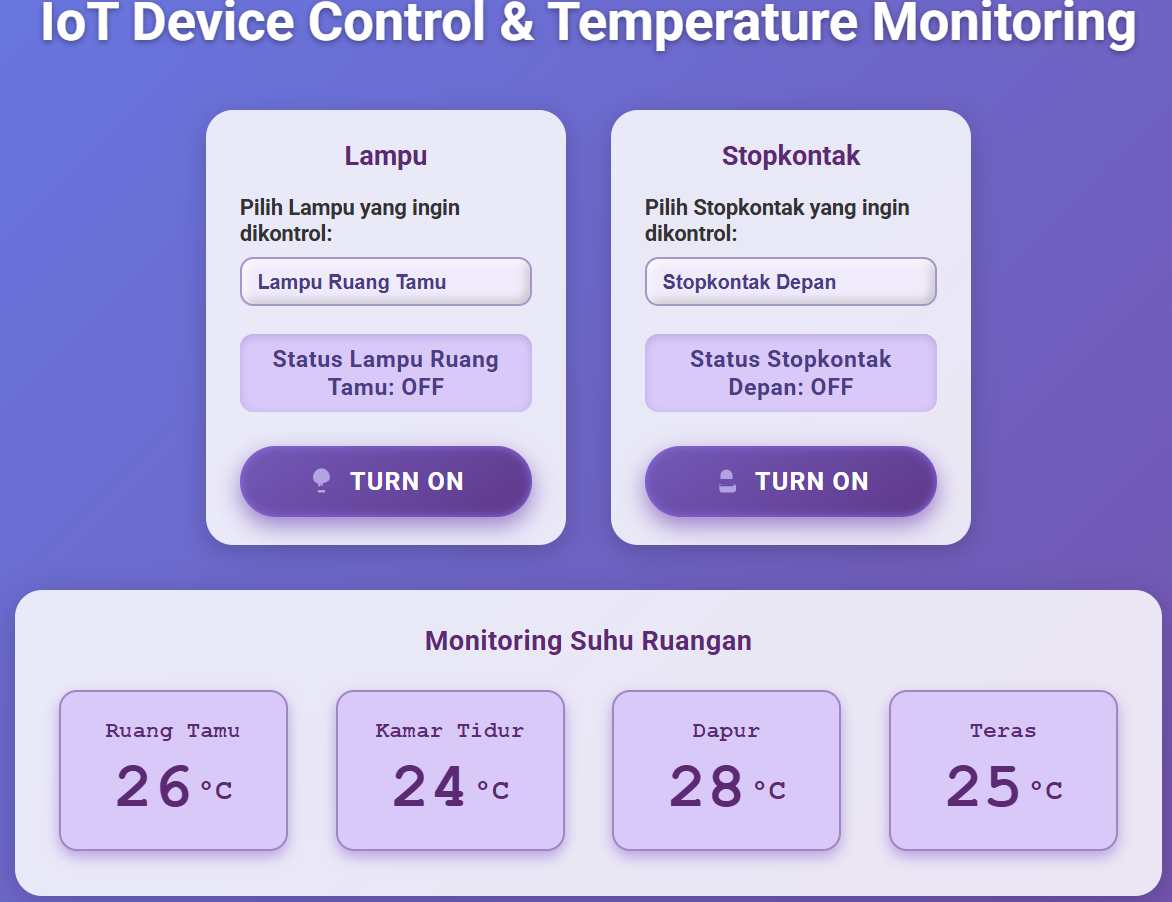 IoT Device Control & Temperature Monitoring
Lampu
Pilih Lampu yang ingin
dikontrol:
Lampu Ruang Tamu
Status Lampu Ruang
Tamu: OFF
TURN ON
Stopkontak
Pilih Stopkontak yang ingin
dikontrol:
Stopkontak Depan
Status Stopkontak
Depan: OFF
TURN ON
Monitoring Suhu Ruangan
Ruang Tamu
26 °C
Kamar Tidur
24 °C
Dapur
28 °C
Teras
25 °C